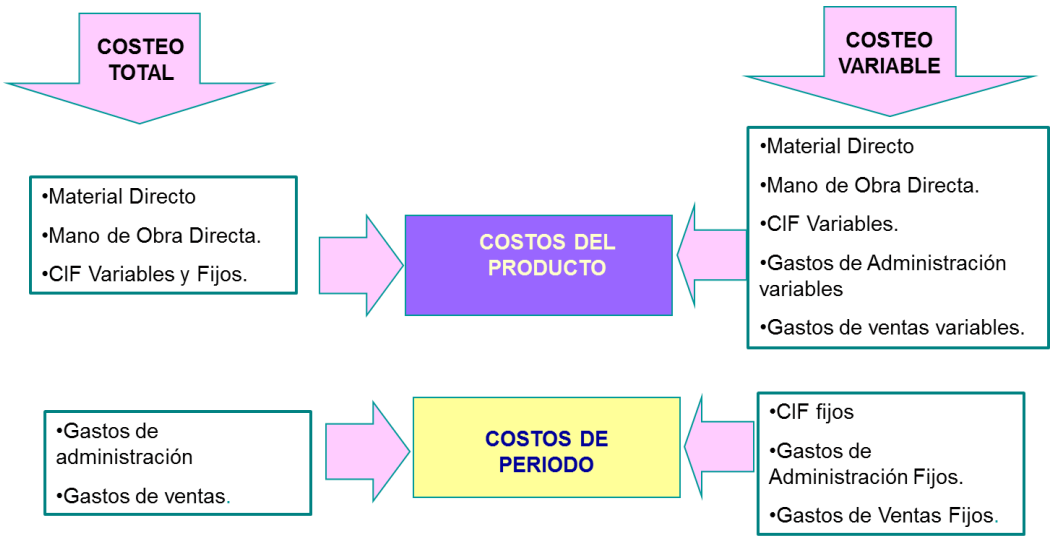 COSTEO
TOTAL
COSTEO
VARIABLE
•Material Directo
•Mano de Obra Directa.
•CIF Variables y Fijos.
COSTOS DEL
PRODUCTO
•Material Directo
•Mano de Obra Directa.
•CIF Variables.
•Gastos de Administración
variables
•Gastos de ventas variables.
•Gastos de
administración
•Gastos de ventas.
COSTOS DE
PERIODO
•CIF fijos
•Gastos de
Administración Fijos.
•Gastos de Ventas Fijos.